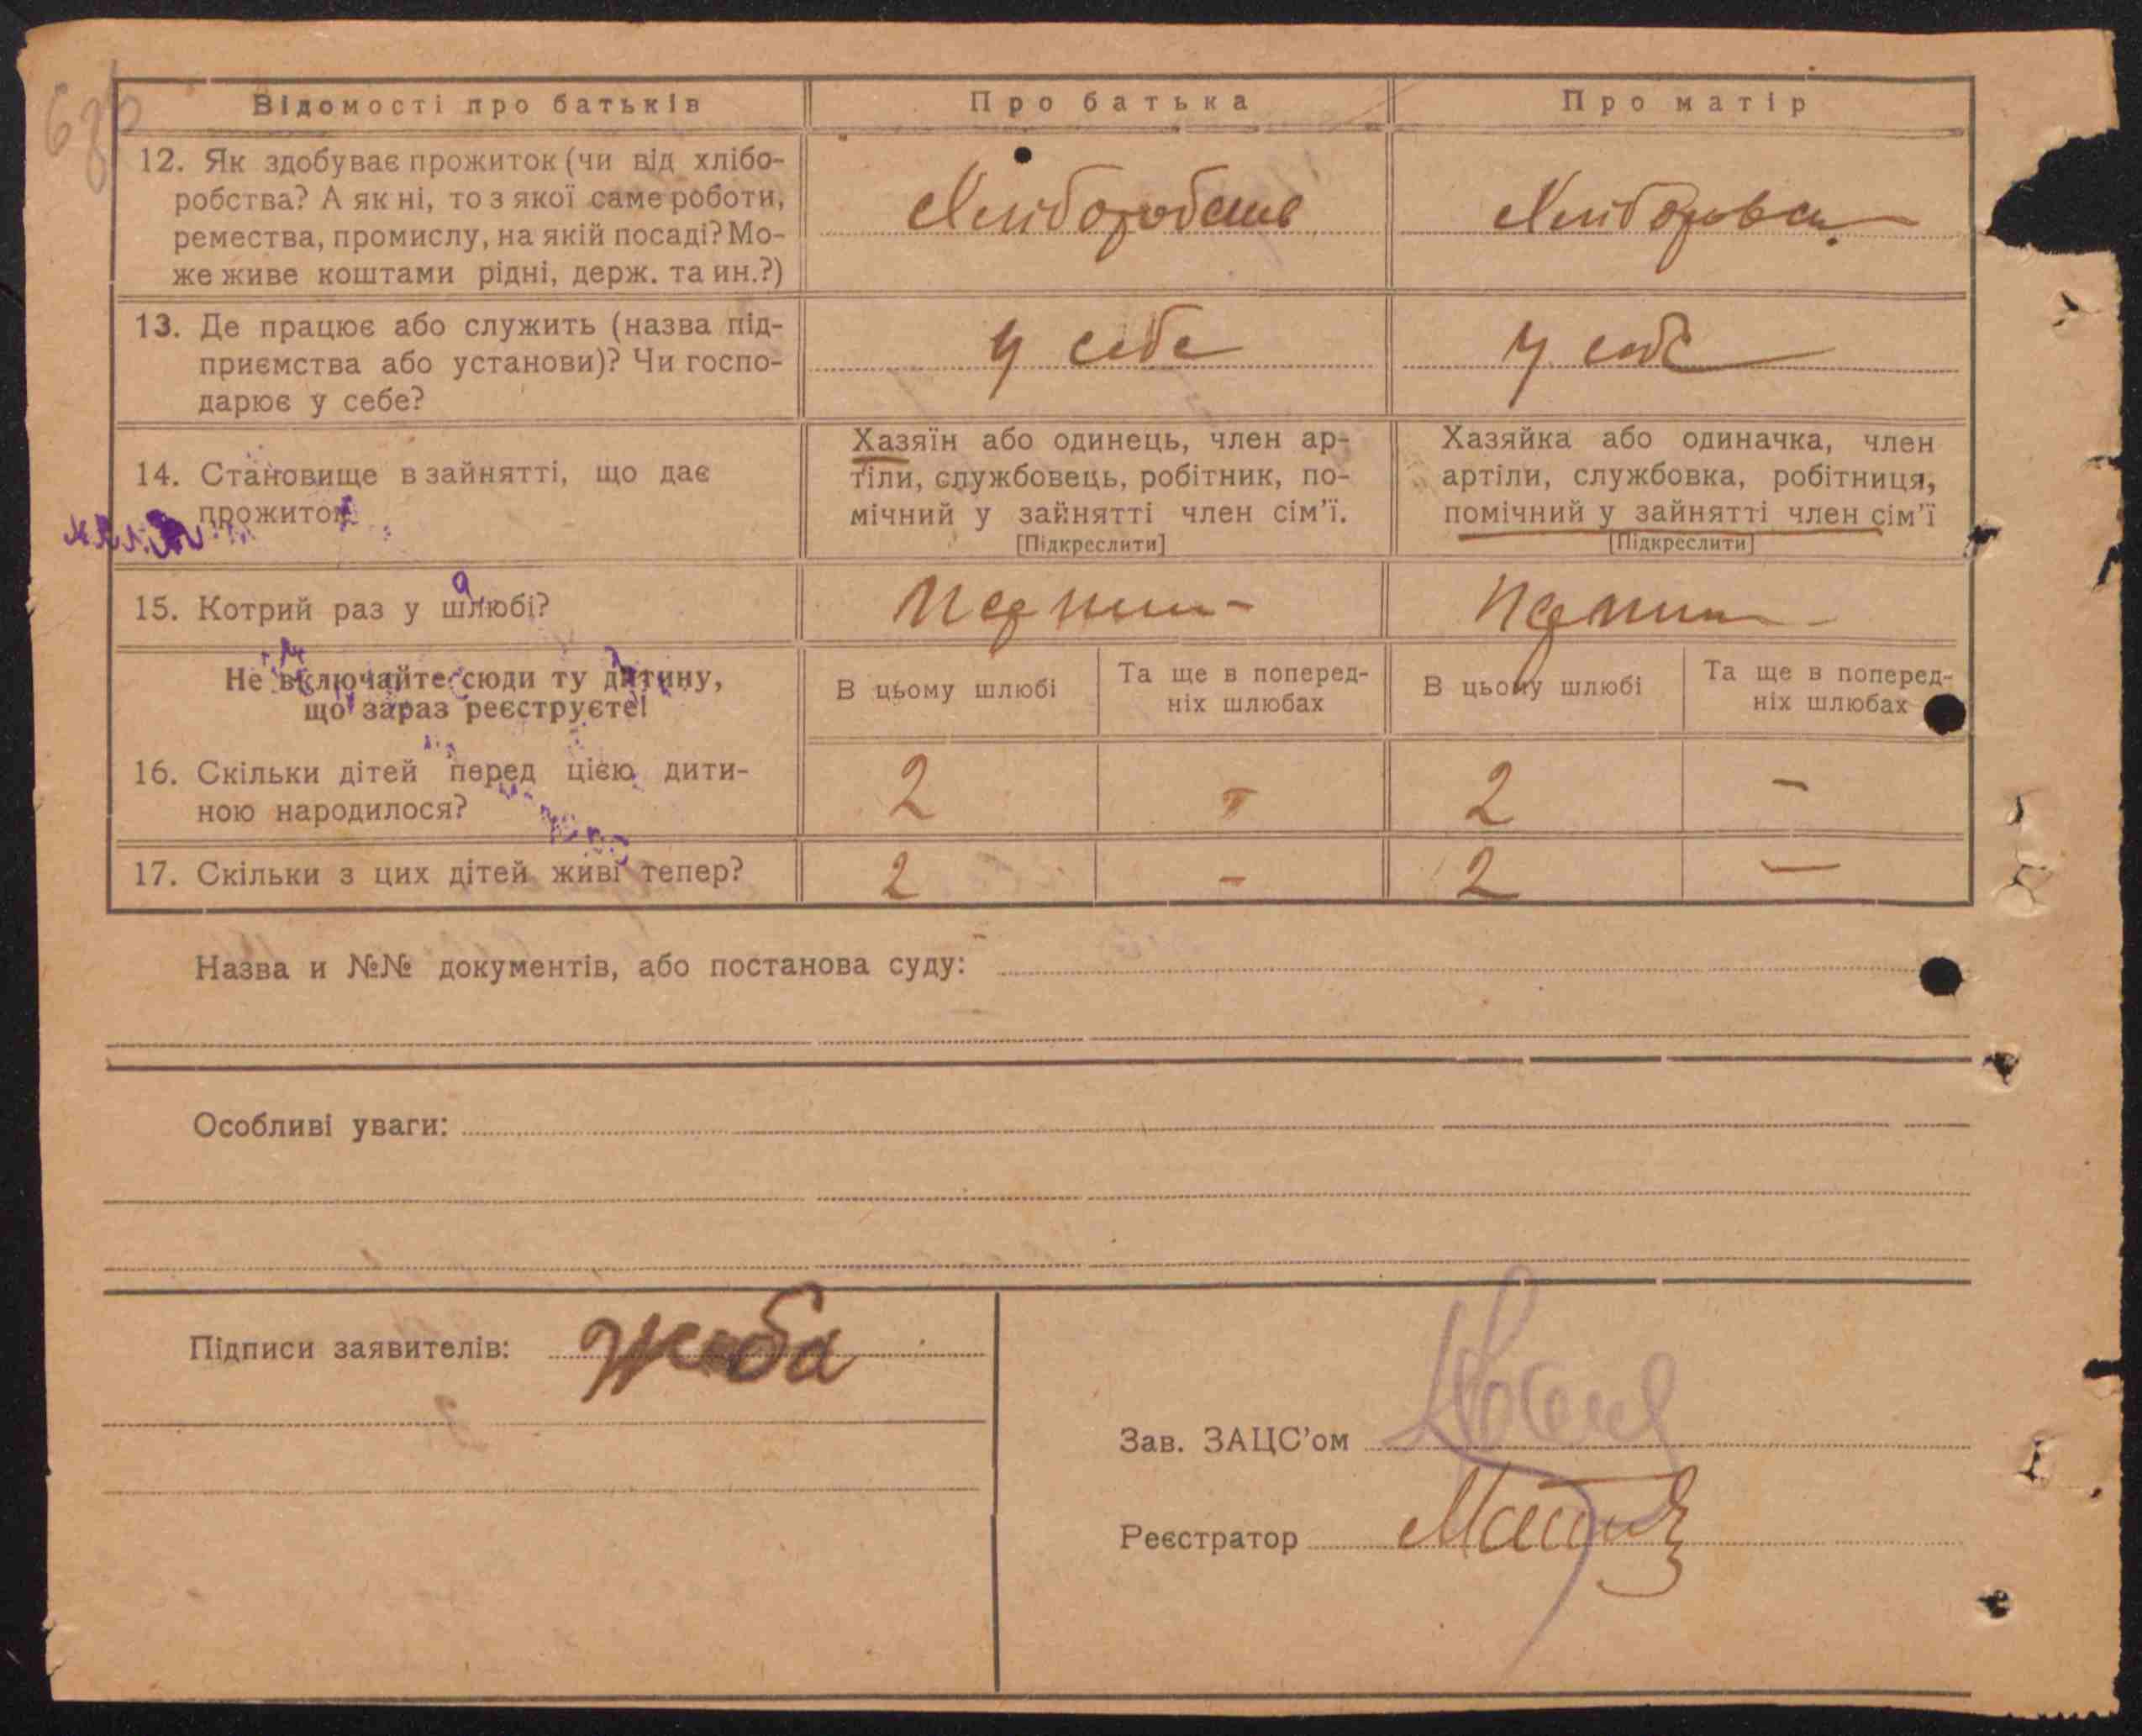 Відомості про батьків
Про батька
Про матір
12. Як здобуває прожиток (чи від хлібо-
робства? А як ні, то з якої саме роботи,
ремества, промислу, на якій посаді? Мо-
же живе коштами рідні, держ. та ин.?)
13. Де працює або служить (назва під-
приємства або установи)? Чи госпо-
дарює у себе?
у себе
у себе
14. Становище в зайнятті, що дає
прожиток
Хазяїн або одинець, член ар-
тіли, службовець, робітник, по-
мічний у зайнятті член сім'ї.
[Підкреслити]
Хазяйка або одиначка, член
артіли, службовка, робітниця,
помічний у зайнятті член сім'ї
[Підкреслити]
15. Котрий раз у шлюбі?
Не включайте сюди ту дитину,
що зараз реєструєте!
В цьому шлюбі
Та ще в поперед-
ніх шлюбах
В цьому шлюбі
Та ще в поперед-
ніх шлюбах
16. Скільки дітей перед цією дити-
ною народилося?
2
-
2
-
17. Скільки з цих дітей живі тепер?
2
-
2
-
Назва и №№ документів, або постанова суду:
Особливі уваги:
Підписи заявителів:
Зав. ЗАЦС'ом
Реєстратор